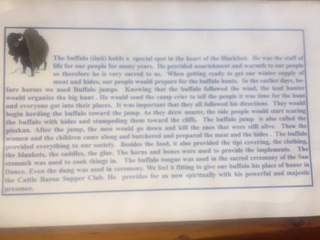 The buffalo (iinii) holds a special spot in the heart of the Blackfoot. He was the staff of
life for our people for many years. He provided nourishment and warmth to our people
so therefore he is very sacred to us. When getting ready to get our winter supply of
meat and hides, our people would prepare for the buffalo hunts. In the earlier days, be-
fore horses we used Buffalo jumps. Knowing that the buffalo followed the wind, the lead hunter
would organize the big hunt. He would send the camp crier to tell the people it was time for the hunt
and everyone got into their places. It was important that they all followed his directions. They would
begin herding the buffalo toward the jump. As they drew nearer, the side people would start scaring
the buffalo with hides and stampeding them toward the cliffs. The buffalo jump is also called the
pisskan. After the jump, the men would go down and kill the ones that were still alive. Then the
women and the children came along and butchered and prepared the meat and the hides. The buffalo
provided everything to our society. Besides the food, it also provided the tipi covering, the clothing,
the blankets, the saddles, the glue. The horns and bones were used to provide the implements. The
stomach was used to cook things in. The buffalo tongue was used in the sacred ceremony of the Sun
Dance. Even the dung was used in ceremony. We feel it fitting to give our buffalo his place of honor in
the Cattle Baron Supper Club. He provides for us now spiritually with his powerful and majestic
presence.